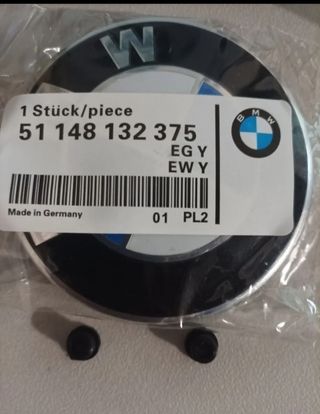 W
1 Stück/piece
51 148 132 375
BMW
EG Y
EW Y
Made in Germany
01 PL2